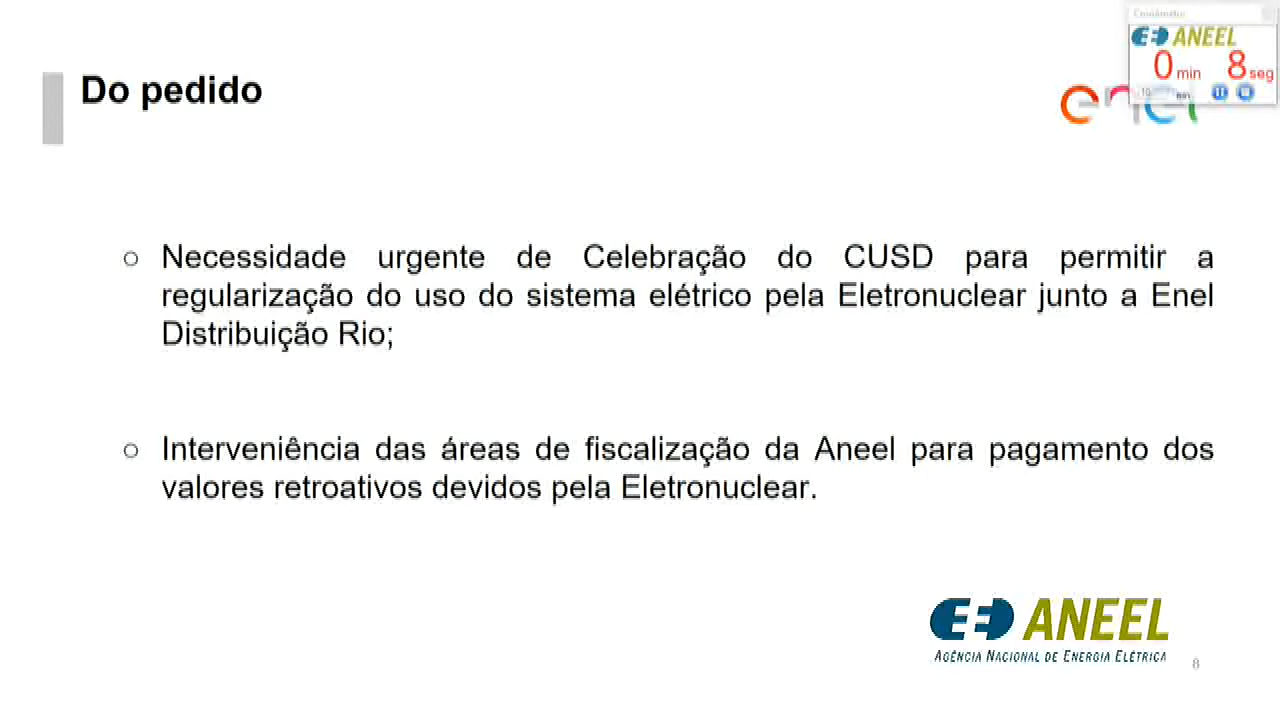 Cronômetro
ANEEL
0 min 8 seg
10
min
Do pedido
enel
○ Necessidade urgente de Celebração do CUSD para permitir a
regularização do uso do sistema elétrico pela Eletronuclear junto a Enel
Distribuição Rio;
○ Interveniência das áreas de fiscalização da Aneel para pagamento dos
valores retroativos devidos pela Eletronuclear.
ANEEL
AGÊNCIA NACIONAL DE ENERGIA ELÉTRICA
8